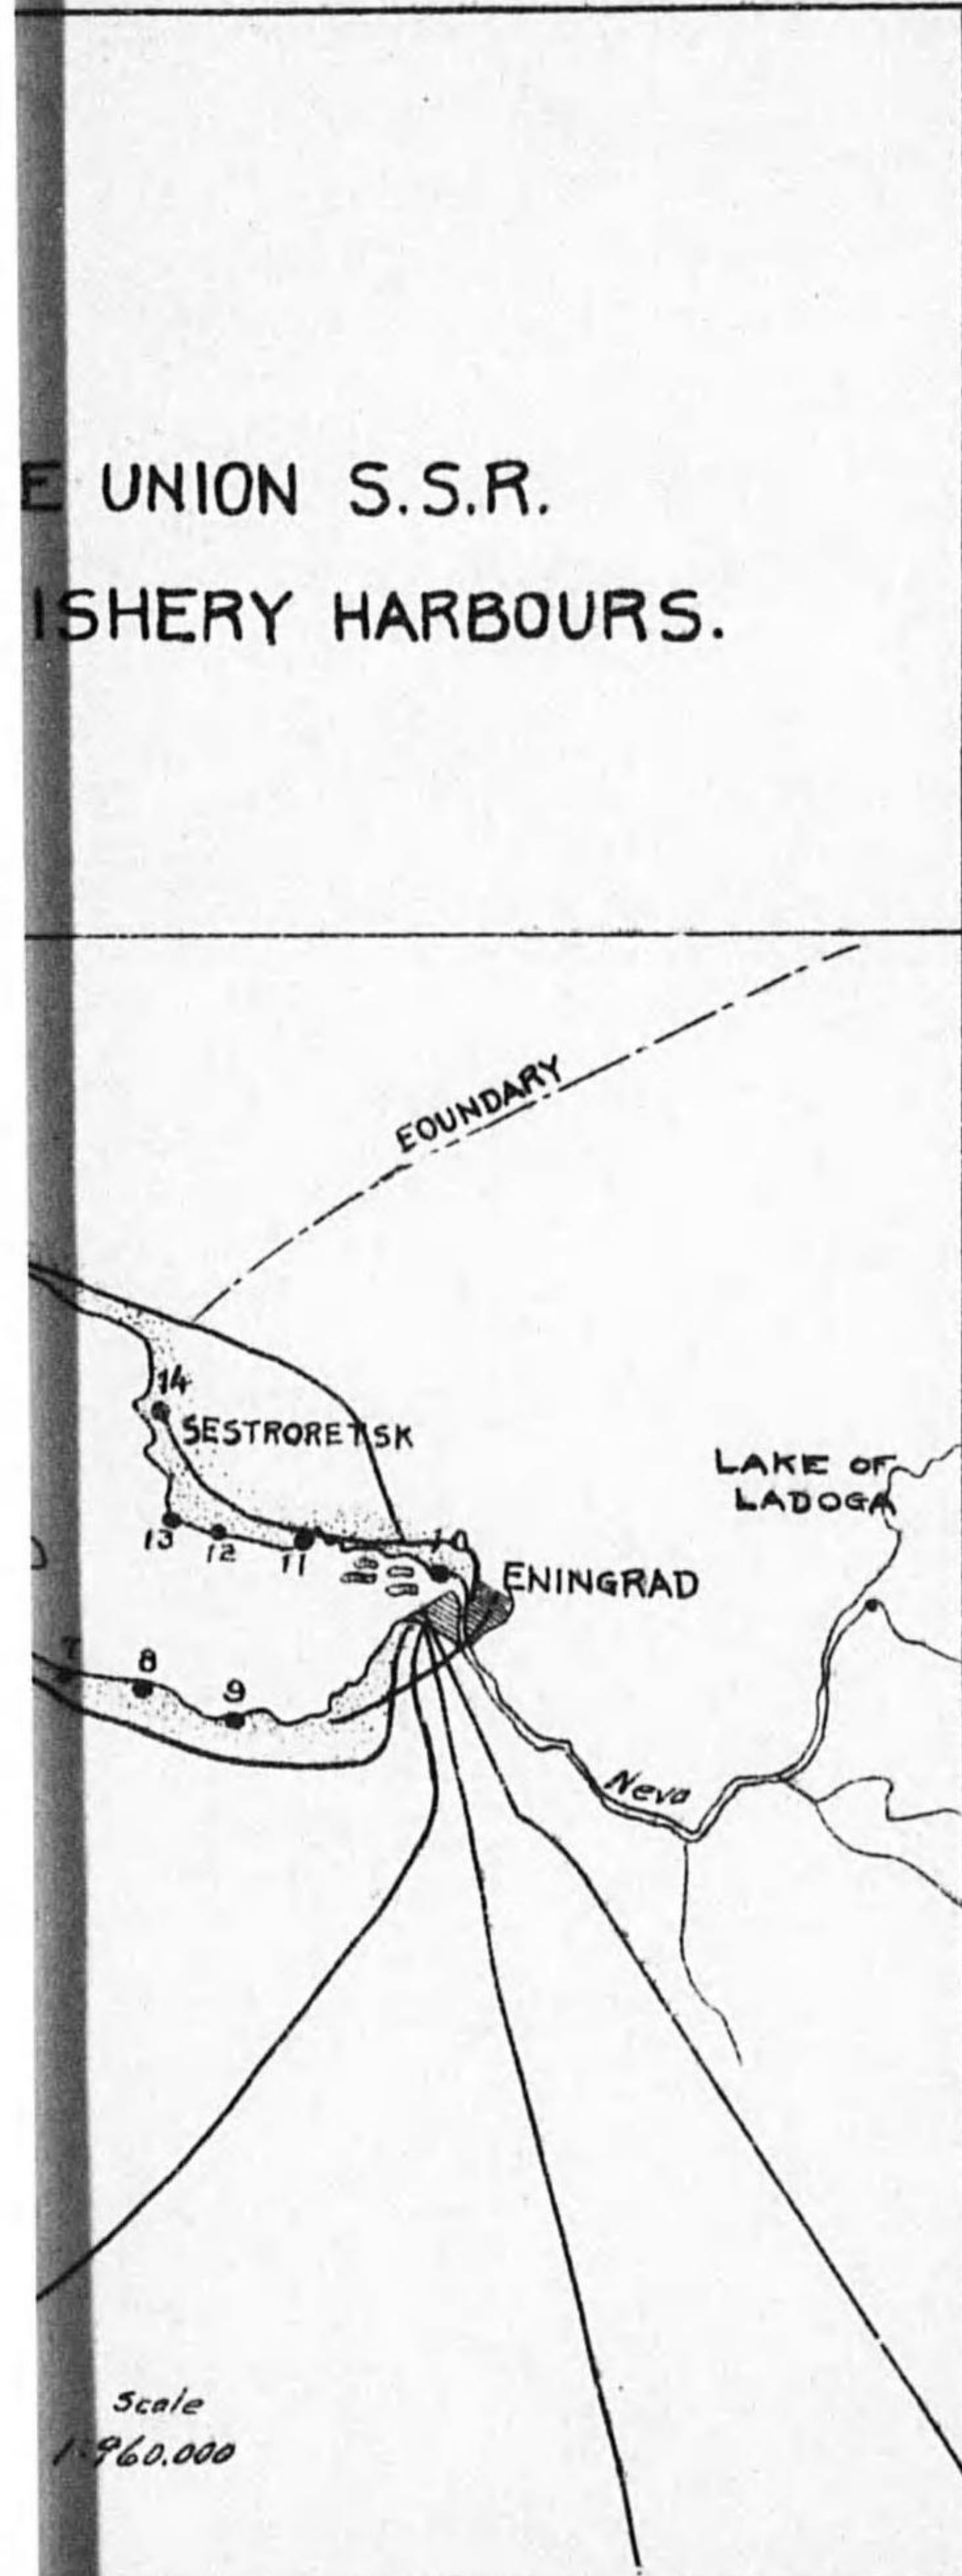 E UNION S.S.R.
ISHERY HARBOURS.
EOUNDARY
14
SESTRORETSK
LAKE OF
LADOGA
13
12
11
10
ENINGRAD
7
8
9
Neva
Scale
1.960.000